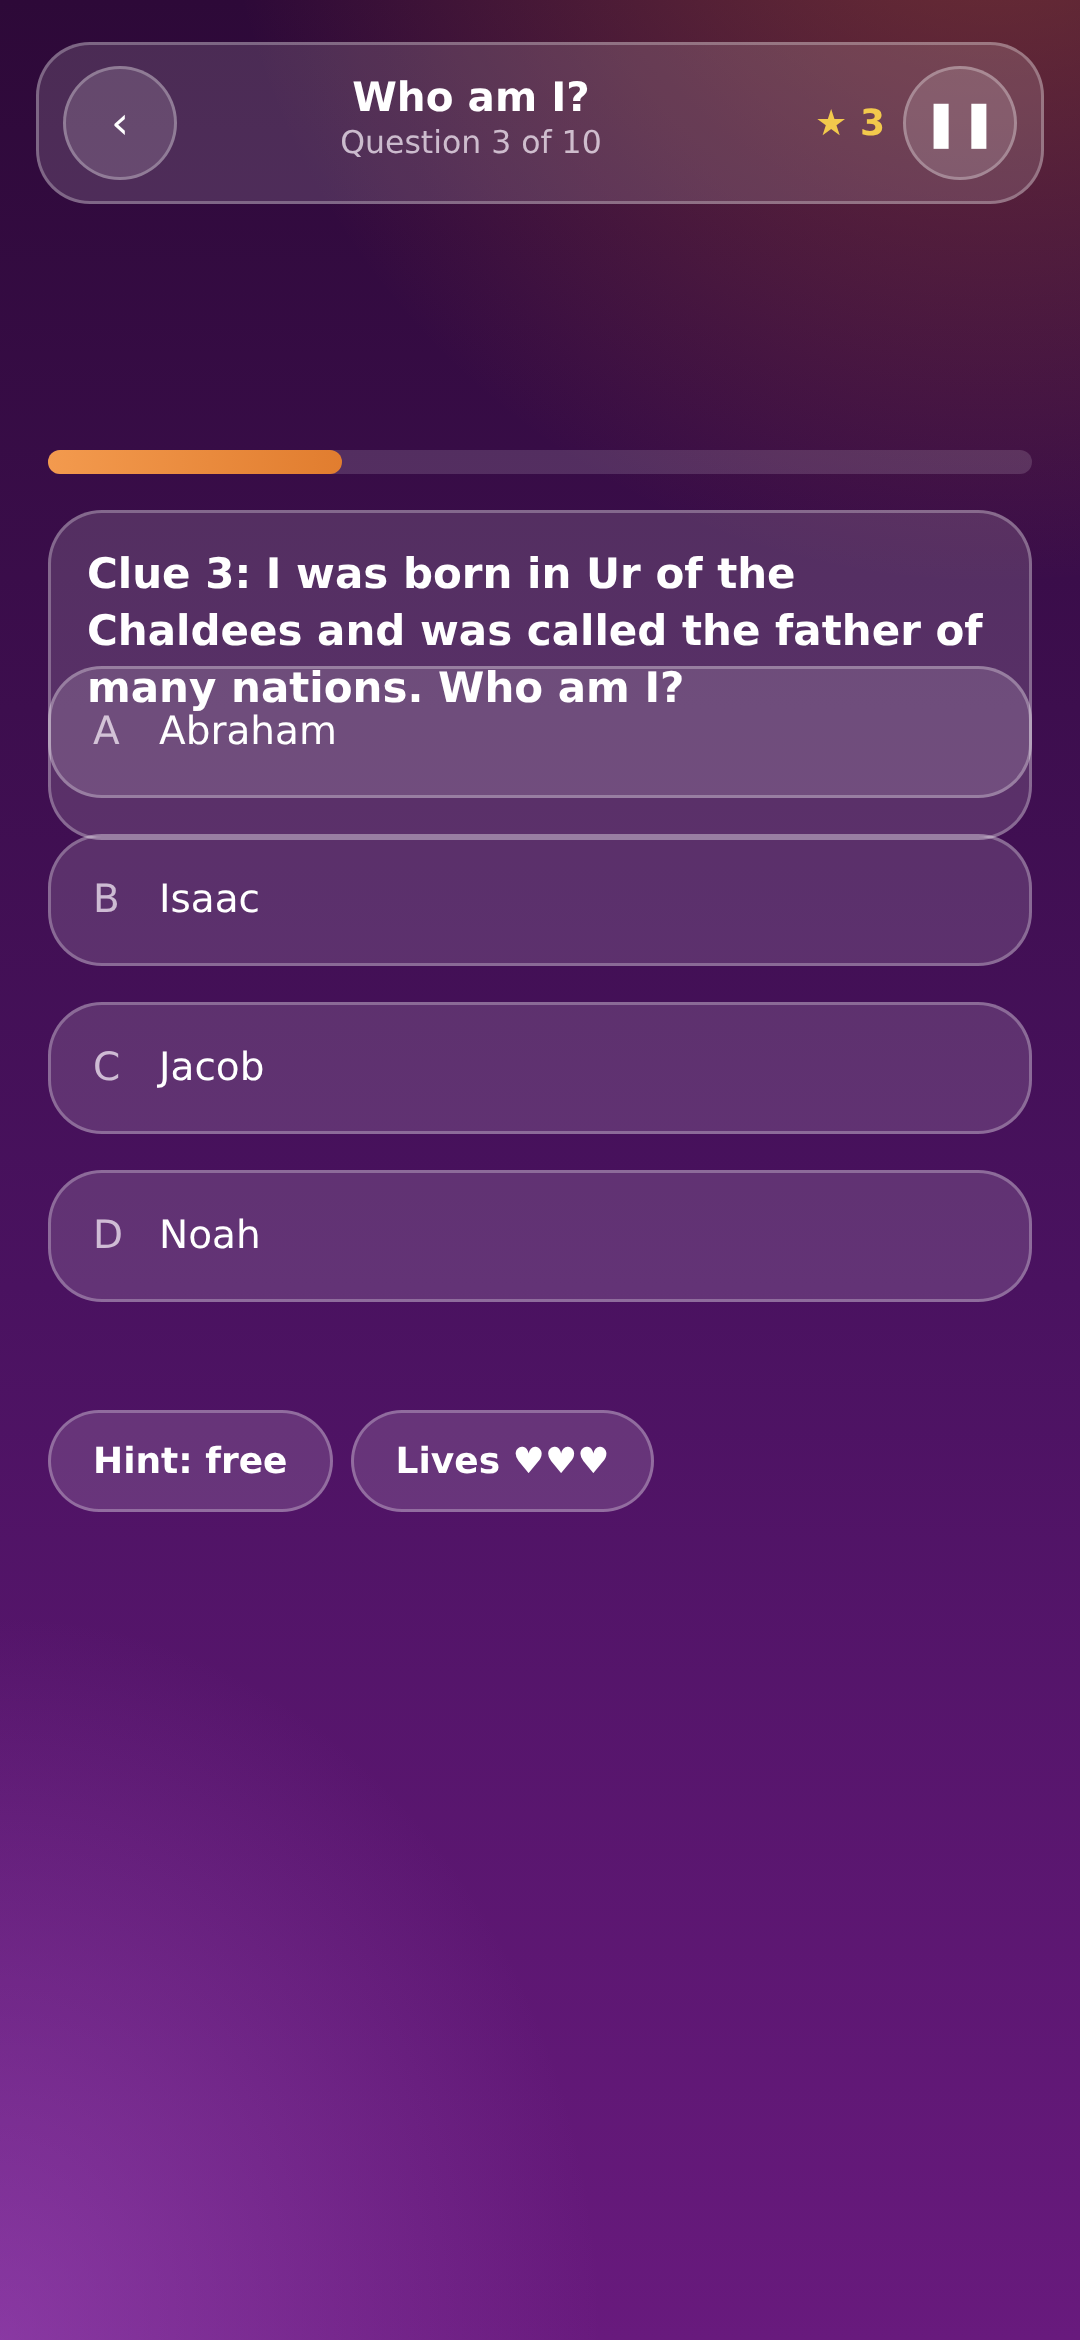 ‹
Who am I?
Question 3 of 10
★ 3
❚❚
Clue 3: I was born in Ur of the
Chaldees and was called the father of
many nations. Who am I?
A Abraham
B Isaac
C Jacob
D Noah
Hint: free
Lives ♥♥♥